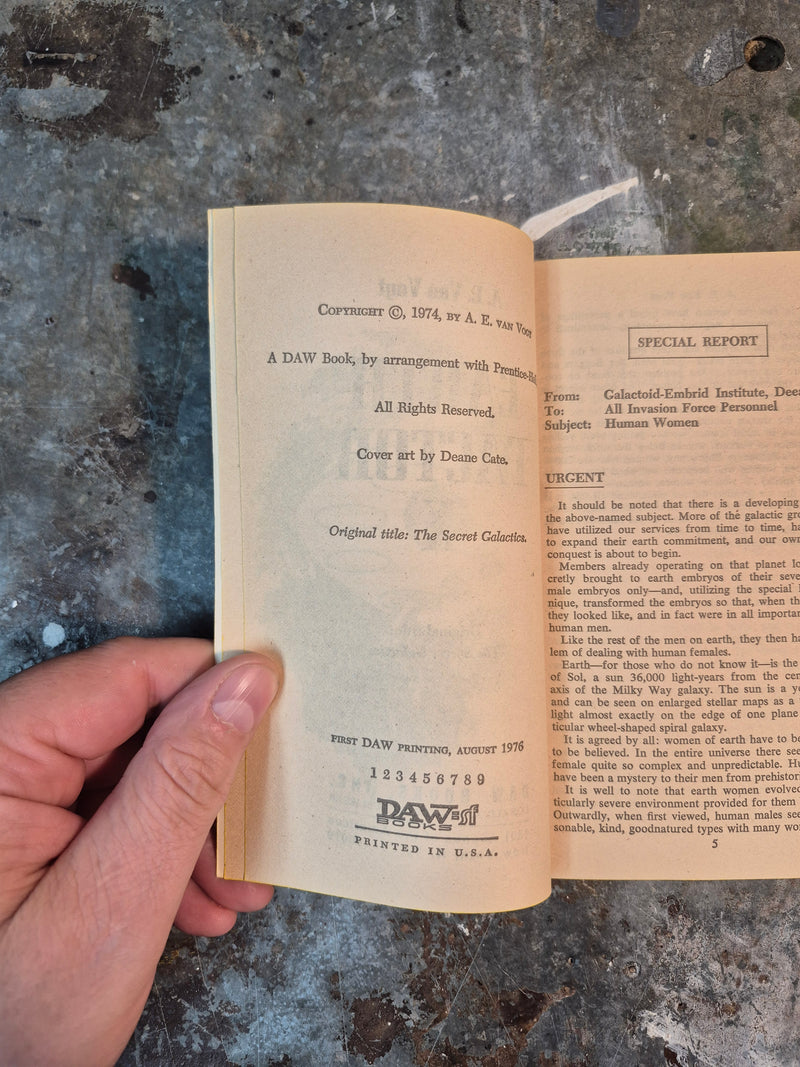 COPYRIGHT ©, 1974, BY A. E. VAN VOGT
A DAW Book, by arrangement with
All Rights Reserved.
Cover art by Deane Cate.
Original title: The Secret Galactics.
FIRST DAW PRINTING, AUGUST 1976
1 2 3 4 5 6 7 8 9
DAW=sf
BOOKS
PRINTED IN U.S.A.
SPECIAL REPORT
From: Galactoid-Embrid Institute,
To: All Invasion Force Personnel
Subject: Human Women
URGENT
It should be noted that there is a developing
the above-named subject. More of the galactic
have utilized our services from time to time,
to expand their earth commitment, and our own
conquest is about to begin.
Members already operating on that planet
cretly brought to earth embryos of their
male embryos only—and, utilizing the special
nique, transformed the embryos so that, when
they looked like, and in fact were in all
human men.
Like the rest of the men on earth, they then
lem of dealing with human females.
Earth—for those who do not know it—is the
of Sol, a sun 36,000 light-years from the
axis of the Milky Way galaxy. The sun is a
and can be seen on enlarged stellar maps as a
light almost exactly on the edge of one plane
ticular wheel-shaped spiral galaxy.
It is agreed by all: women of earth have to
to be believed. In the entire universe there
female quite so complex and unpredictable.
have been a mystery to their men from
It is well to note that earth women evolved
ticularly severe environment provided for them
Outwardly, when first viewed, human males
sonable, kind, goodnatured types with many
5